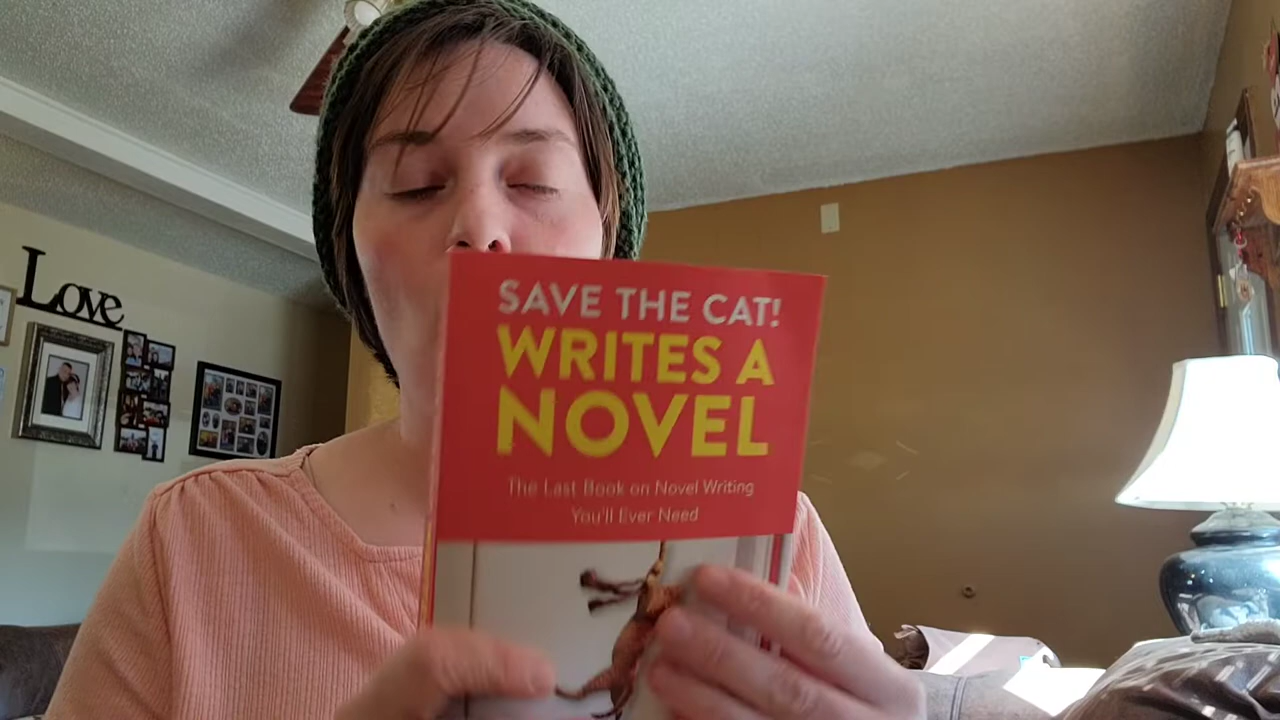 Love
SAVE THE CAT!
WRITES A
NOVEL
The Last Book on Novel Writing
You'll Ever Need